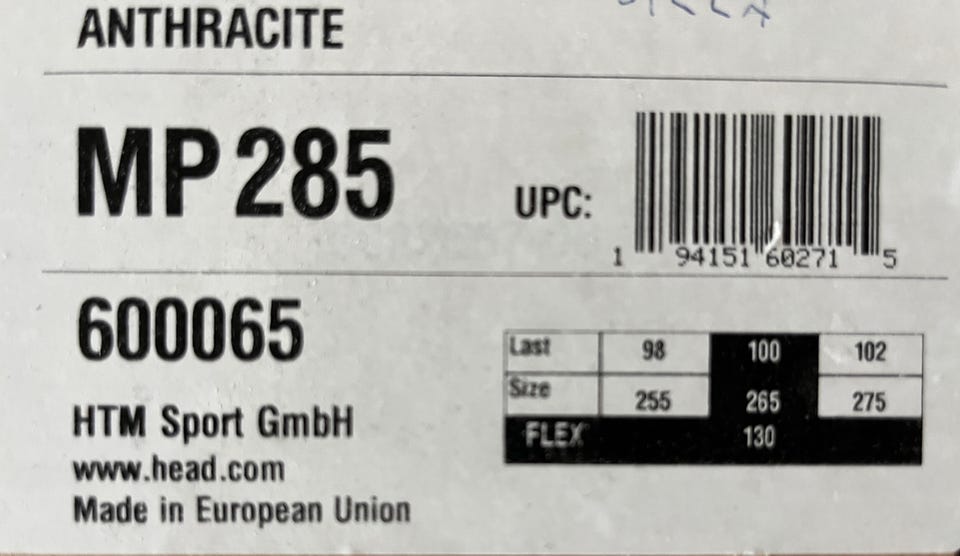 ANTHRACITE
MP 285
UPC:
1 94151 60271 5
600065
HTM Sport GmbH
www.head.com
Made in European Union
Last 98 100 102
Size 255 265 275
FLEX 130